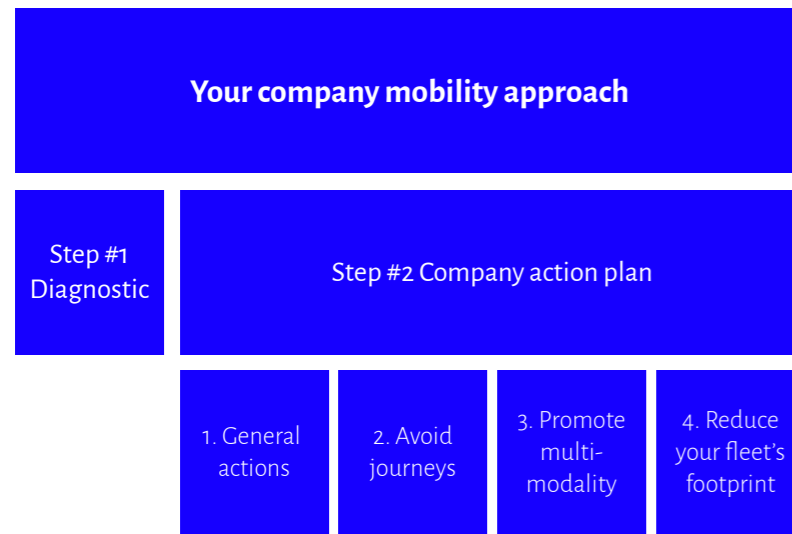 Your company mobility approach
Step #1
Diagnostic
Step #2 Company action plan
1. General
actions
2. Avoid
journeys
3. Promote
multi-
modality
4. Reduce
your fleet's
footprint